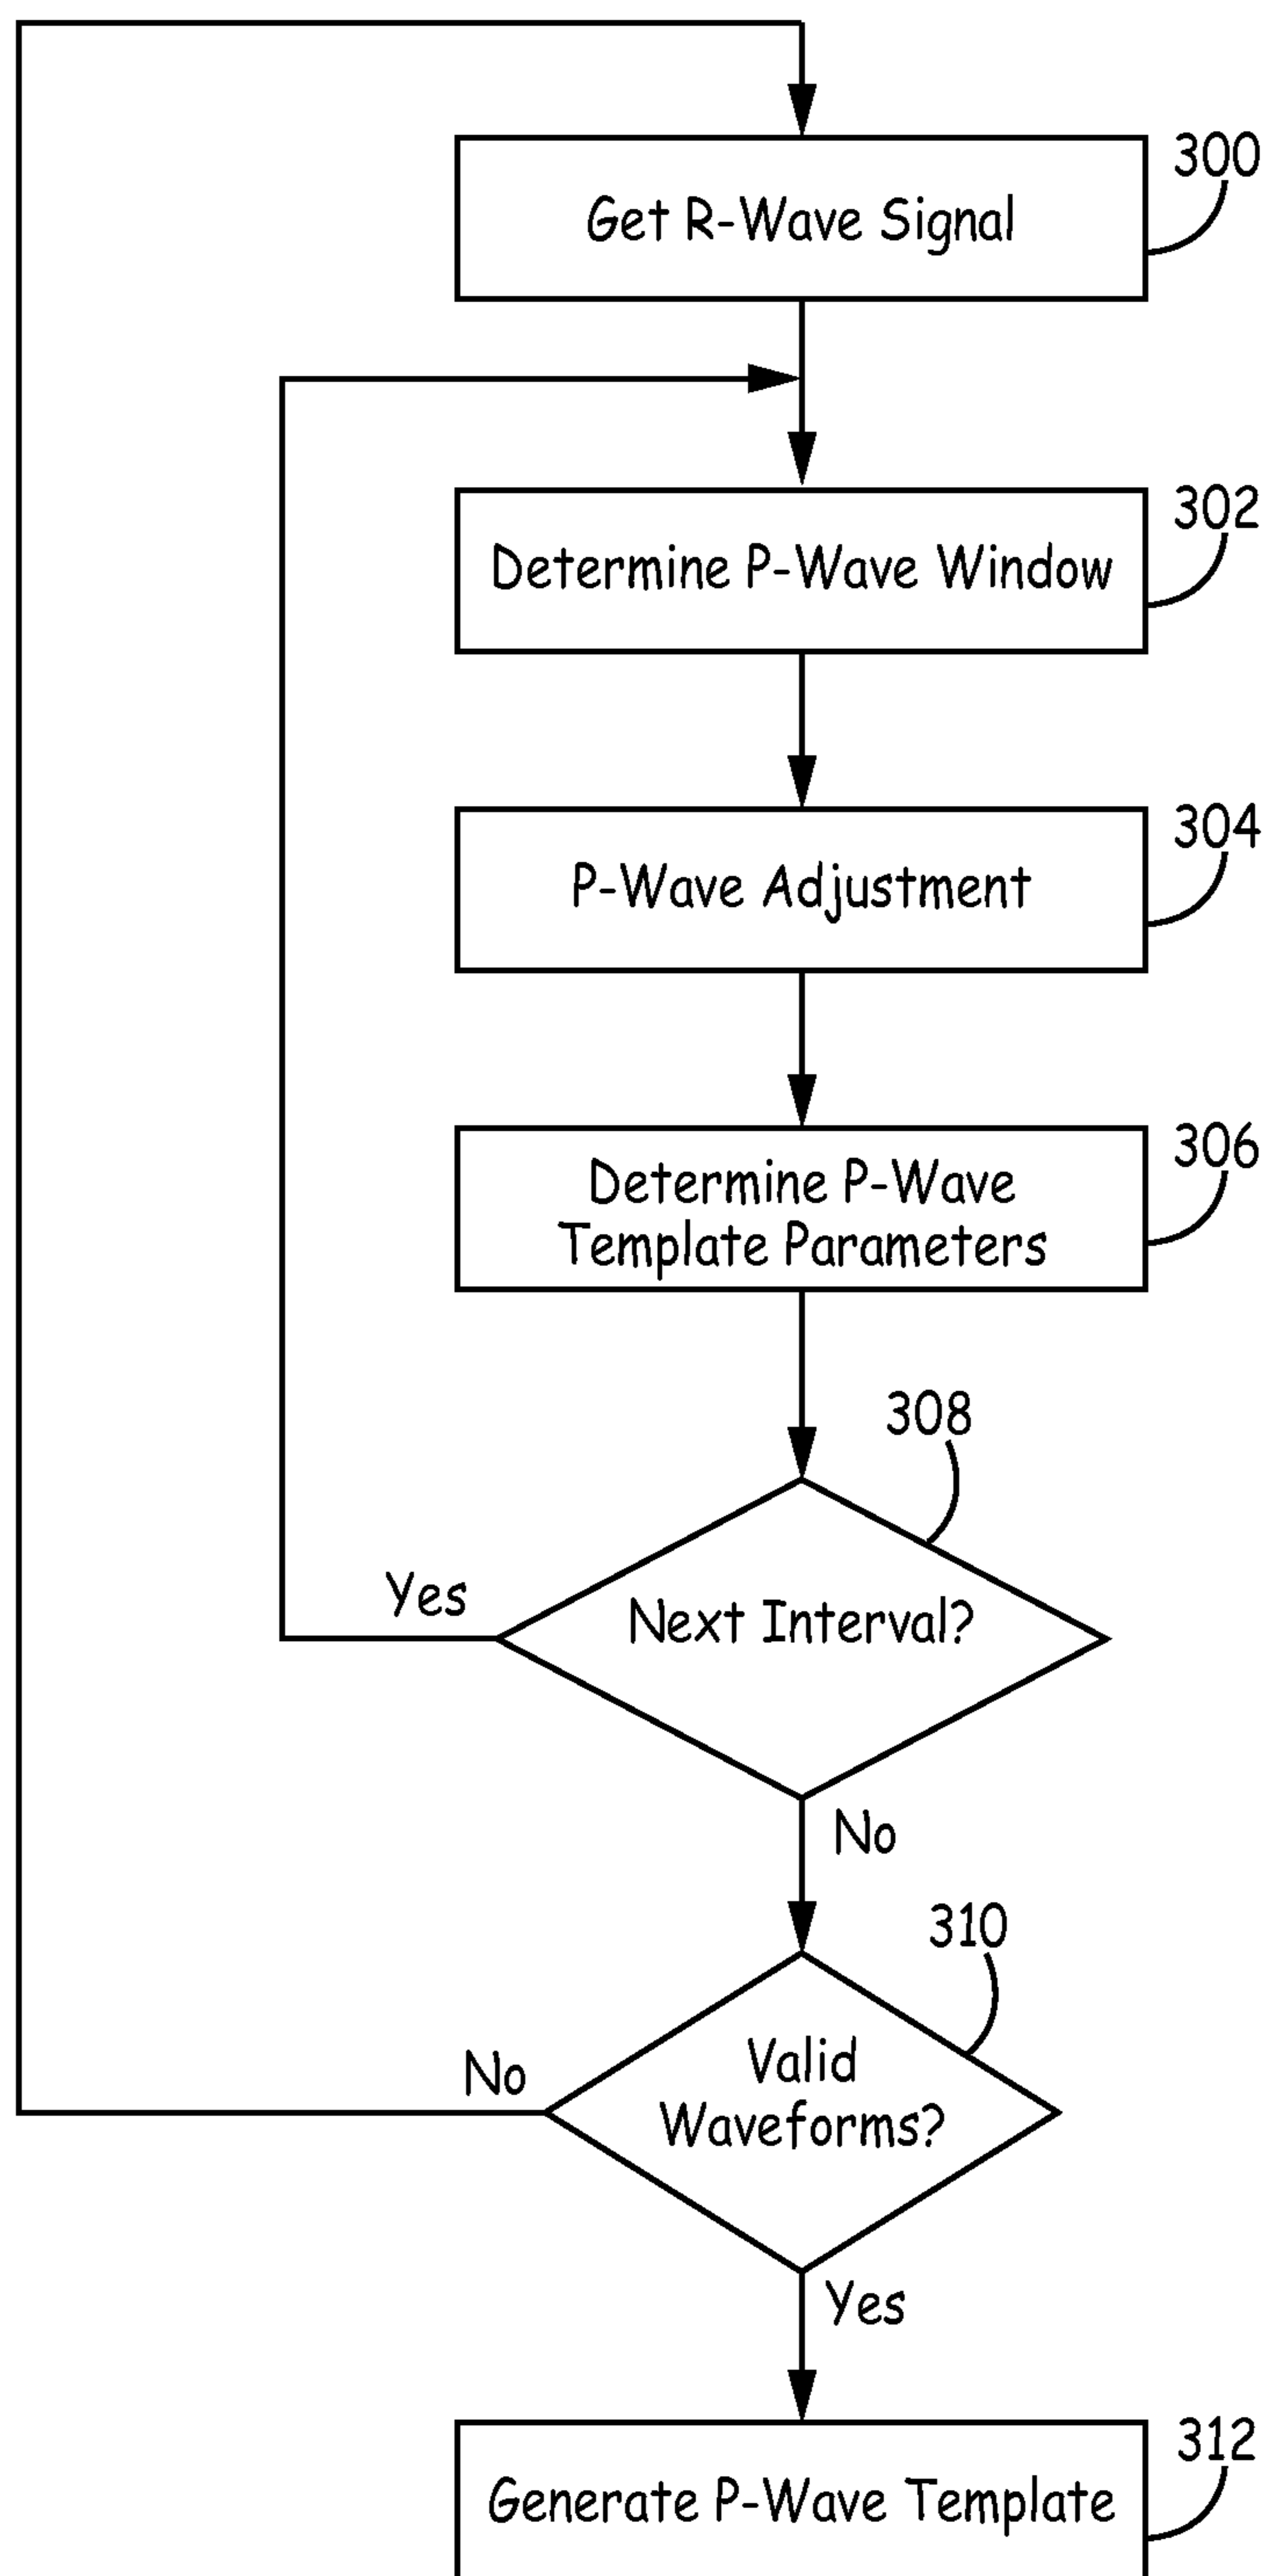 300
Get R-Wave Signal
302
Determine P-Wave Window
304
P-Wave Adjustment
306
Determine P-Wave
Template Parameters
308
Yes
Next Interval?
No
310
No
Valid
Waveforms?
Yes
312
Generate P-Wave Template